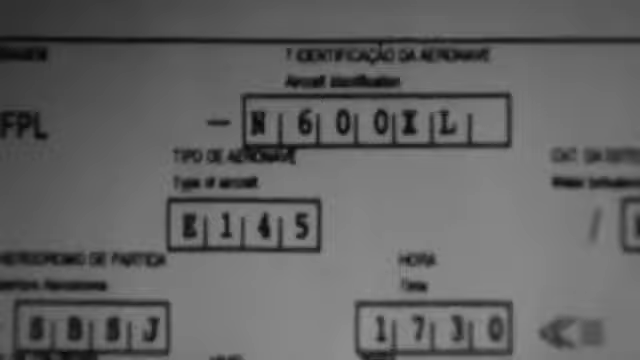 7 IDENTIFICAÇÃO DA AERONAVE
Aircraft Identification
FPL — N600XL
TIPO DE AERONAVE
Type of aircraft
E145 /
AERÓDROMO DE PARTIDA HORA
Time
SBSJ 1730